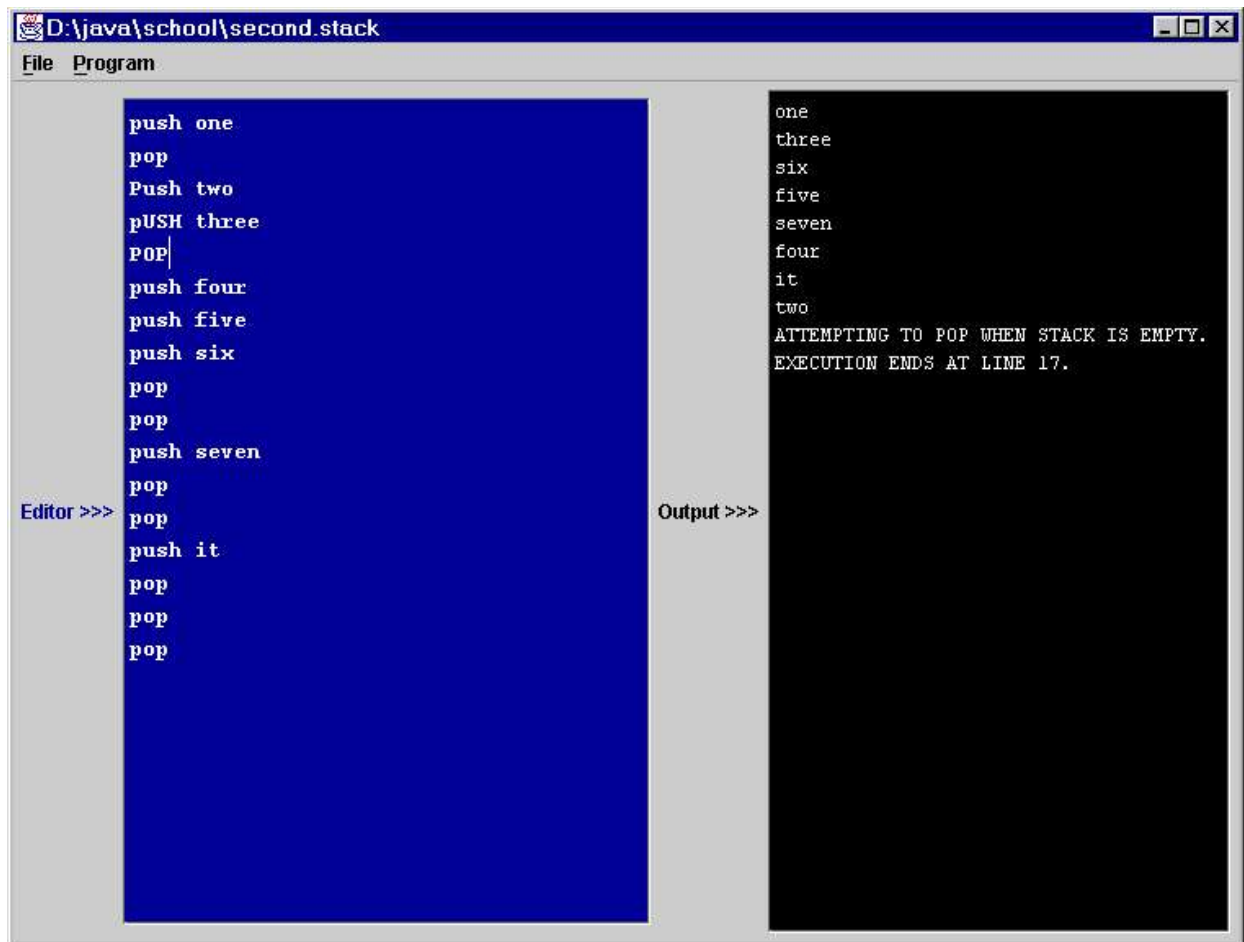 D:\java\school\second.stack
File Program
Editor >>>
push one
pop
Push two
pUSH three
POP
push four
push five
push six
pop
pop
push seven
pop
pop
push it
pop
pop
pop
Output >>>
one
three
six
five
seven
four
it
two
ATTEMPTING TO POP WHEN STACK IS EMPTY.
EXECUTION ENDS AT LINE 17.